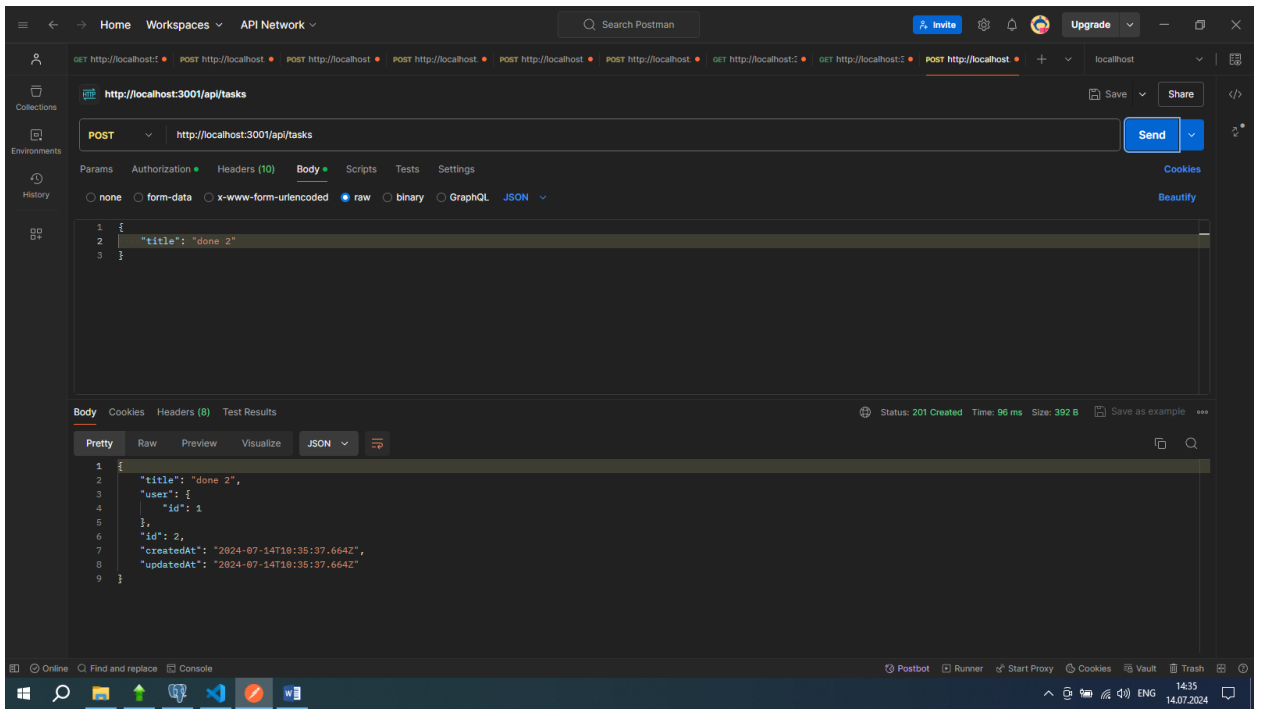 Home Workspaces API Network Search Postman Invite Upgrade
GET http://localhost:3 POST http://localhost. POST http://localhost POST http://localhost. POST http://localhost. POST http://localhost. GET http://localhost:3 GET http://localhost:3 POST http://localhost. localhost
Collections
Environments
History
HTTP http://localhost:3001/api/tasks Save Share
POST http://localhost:3001/api/tasks Send
Params Authorization Headers (10) Body Scripts Tests Settings Cookies
none form-data x-www-form-urlencoded raw binary GraphQL JSON Beautify
1 {
2 "title": "done 2"
3 }
Body Cookies Headers (8) Test Results Status: 201 Created Time: 96 ms Size: 392 B Save as example
Pretty Raw Preview Visualize JSON
1 {
2 "title": "done 2",
3 "user": {
4 "id": 1
5 },
6 "id": 2,
7 "createdAt": "2024-07-14T10:35:37.664Z",
8 "updatedAt": "2024-07-14T10:35:37.664Z"
9 }
Online Find and replace Console Postbot Runner Start Proxy Cookies Vault Trash
ENG 14:35
14.07.2024